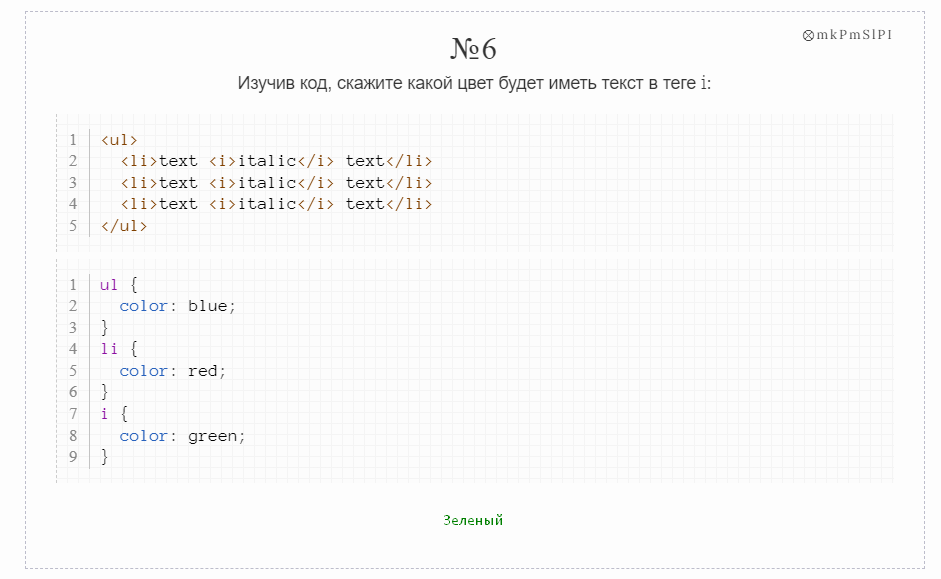 ⊗mkPmSlPI
№6
Изучив код, скажите какой цвет будет иметь текст в теге i:
1 <ul>
2   <li>text <i>italic</i> text</li>
3   <li>text <i>italic</i> text</li>
4   <li>text <i>italic</i> text</li>
5 </ul>
1 ul {
2   color: blue;
3 }
4 li {
5   color: red;
6 }
7 i {
8   color: green;
9 }
Зеленый